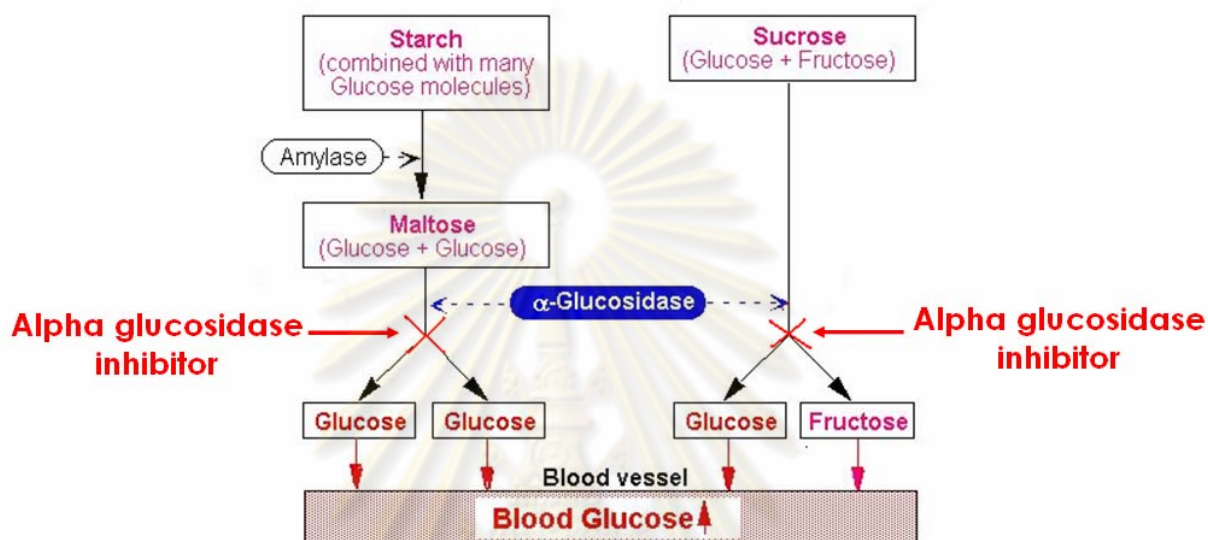 Starch
(combined with many
Glucose molecules)
Sucrose
(Glucose + Fructose)
Amylase
Maltose
(Glucose + Glucose)
α-Glucosidase
Alpha glucosidase
inhibitor
Alpha glucosidase
inhibitor
Glucose
Glucose
Glucose
Fructose
Blood vessel
Blood Glucose